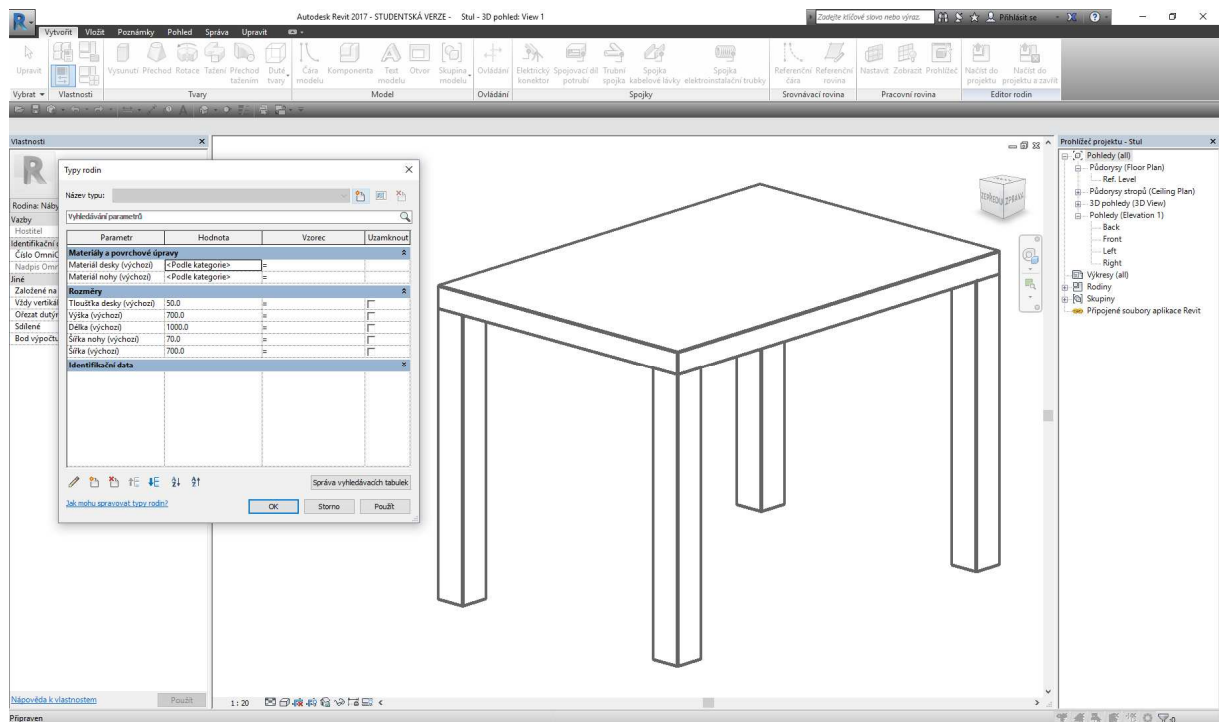 Autodesk Revit 2017 - STUDENTSKÁ VERZE - Stul - 3D pohled: View 1
Zadejte klíčové slovo nebo výraz.
Přihlásit se
Vytvořit Vložit Poznámky Pohled Správa Upravit
Upravit
Vysunutí Přechod Rotace Tažení Přechod tažením Duté tvary
Čára modelu Komponenta Text modelu Otvor Skupina modelu
Ovládání
Elektrický konektor Spojovací díl potrubí Trubní spojka Spojka kabelové lávky Spojka elektroinstalační trubky
Referenční čára Referenční rovina
Nastavit Zobrazit Prohlížeč
Načíst do projektu Načíst do projektu a zavřít
Vybrat Vlastnosti Tvary Model Ovládání Spojky Srovnávací rovina Pracovní rovina Editor rodin
Vlastnosti
Rodina: Náby
Vazby
Hostitel
Identifikační
Číslo OmniC
Nadpis Omn
Jiné
Založené na
Vždy vertikál
Ořezat dutýr
Sdílené
Bod výpočtu
Typy rodin
Název typu:
Vyhledávání parametrů
Parametr Hodnota Vzorec Uzamknout
Materiály a povrchové úpravy
Materiál desky (výchozí) <Podle kategorie> =
Materiál nohy (výchozí) <Podle kategorie> =
Rozměry
Tloušťka desky (výchozí) 50.0 =
Výška (výchozí) 700.0 =
Délka (výchozí) 1000.0 =
Šířka nohy (výchozí) 70.0 =
Šířka (výchozí) 700.0 =
Identifikační data
Správa vyhledávacích tabulek
Jak mohu spravovat typy rodin?
OK Storno Použít
ZEPŘEDU ZPRAVA
Prohlížeč projektu - Stul
Pohledy (all)
Půdorysy (Floor Plan)
Ref. Level
Půdorysy stropů (Ceiling Plan)
3D pohledy (3D View)
Pohledy (Elevation 1)
Back
Front
Left
Right
Výkresy (all)
Rodiny
Skupiny
Připojené soubory aplikace Revit
Nápověda k vlastnostem
Použít
1 : 20
Připraven
:0